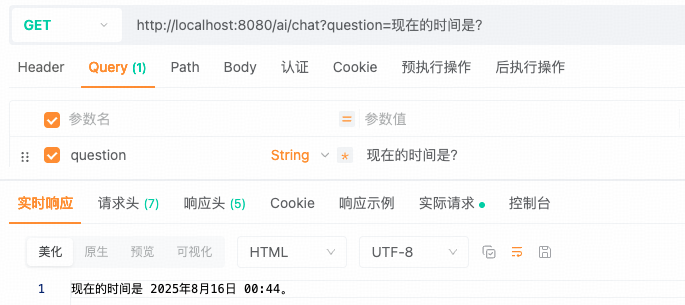 GET http://localhost:8080/ai/chat?question=现在的时间是?
Header Query (1) Path Body 认证 Cookie 预执行操作 后执行操作
参数名 = 参数值
question String * 现在的时间是?
实时响应 请求头 (7) 响应头 (5) Cookie 响应示例 实际请求 控制台
美化 原生 预览 可视化 HTML UTF-8
1 现在的时间是 2025年8月16日 00:44。